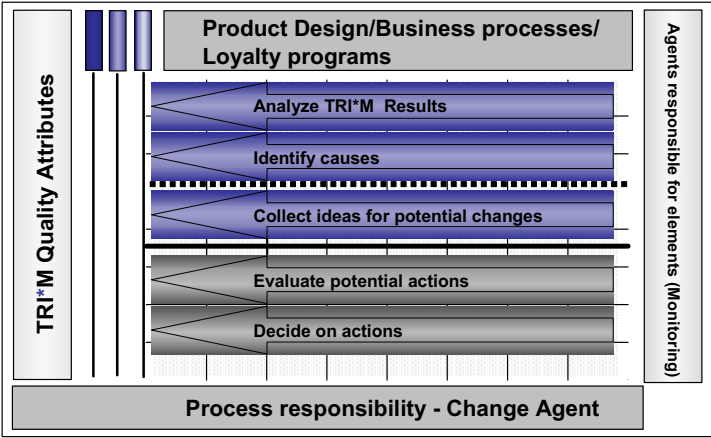 Product Design/Business processes/
Loyalty programs
TRI*M Quality Attributes
Analyze TRI*M Results
Identify causes
Collect ideas for potential changes
Evaluate potential actions
Decide on actions
Agents responsible for elements (Monitoring)
Process responsibility - Change Agent